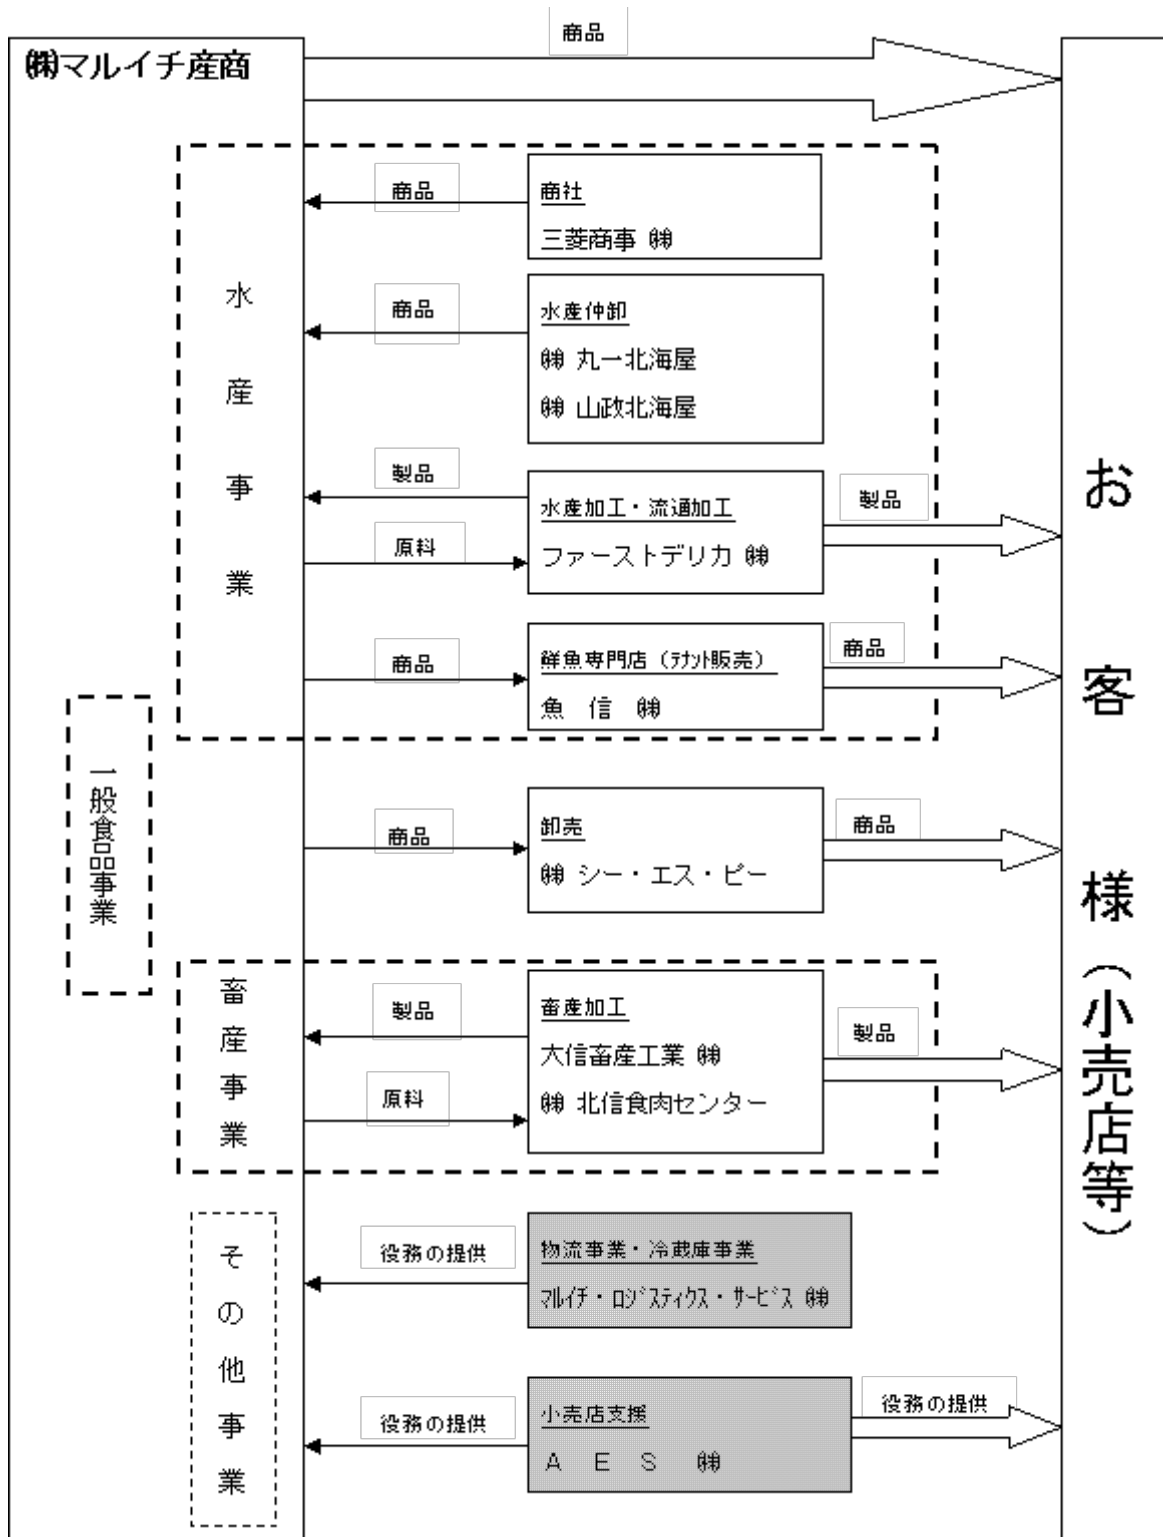 商品
㈱マルイチ産商
商品
商社
三菱商事 ㈱
水産事業
商品
水産仲卸
㈱ 丸一北海屋
㈱ 山政北海屋
製品
原料
水産加工・流通加工
ファーストデリカ ㈱
製品
商品
鮮魚専門店（ﾃﾅﾝﾄ販売）
魚 信 ㈱
商品
一般食品事業
商品
卸売
㈱ シー・エス・ピー
商品
畜産事業
製品
原料
畜産加工
大信畜産工業 ㈱
㈱ 北信食肉センター
製品
その他事業
役務の提供
物流事業・冷蔵庫事業
ﾏﾙｲﾁ・ﾛｼﾞｽﾃｨｸｽ・ｻｰﾋﾞｽ ㈱
役務の提供
小売店支援
Ａ Ｅ Ｓ ㈱
役務の提供
お客様（小売店等）